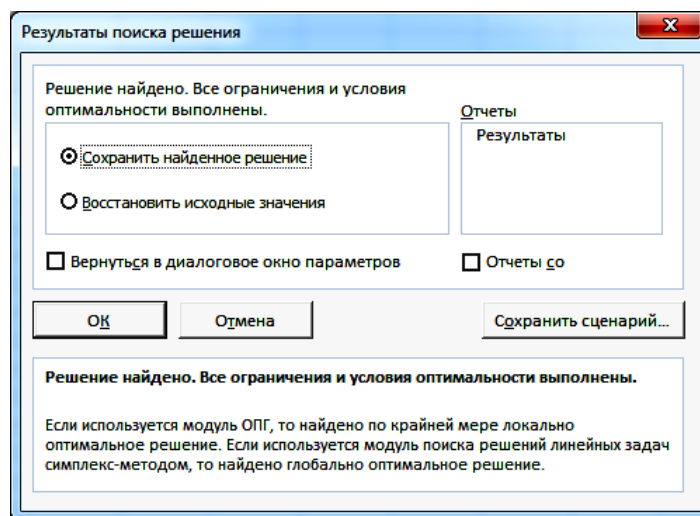 Результаты поиска решения
X
Решение найдено. Все ограничения и условия
оптимальности выполнены.
Отчеты
Результаты
Сохранить найденное решение
Восстановить исходные значения
Вернуться в диалоговое окно параметров
Отчеты со
ОК
Отмена
Сохранить сценарий...
Решение найдено. Все ограничения и условия оптимальности выполнены.
Если используется модуль ОПГ, то найдено по крайней мере локально
оптимальное решение. Если используется модуль поиска решений линейных задач
симплекс-методом, то найдено глобально оптимальное решение.